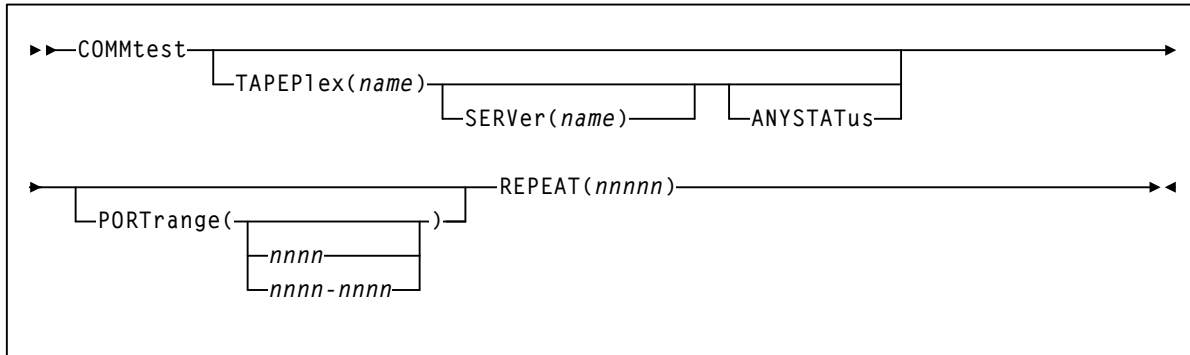 COMMtest
TAPEPlex(name)
SERVer(name) ANYSTATus
REPEAT(nnnnn)
PORTrange( )
nnnn
nnnn-nnnn